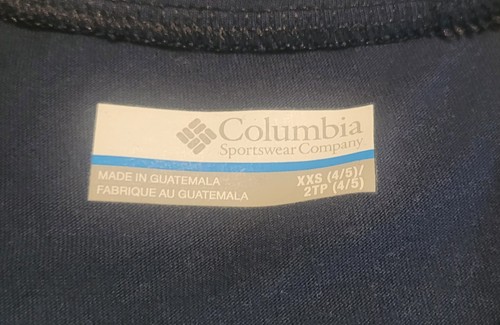 Columbia
Sportswear Company
MADE IN GUATEMALA
FABRIQUE AU GUATEMALA
XXS (4/5)/
2TP (4/5)